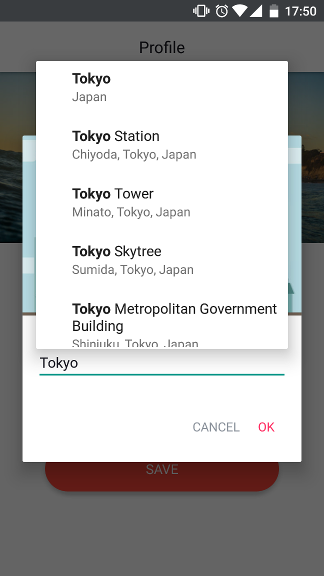 17:50
Profile
Tokyo
Japan
Tokyo Station
Chiyoda, Tokyo, Japan
Tokyo Tower
Minato, Tokyo, Japan
Tokyo Skytree
Sumida, Tokyo, Japan
Tokyo Metropolitan Government
Building
Shinjuku, Tokyo, Japan
Tokyo
CANCEL OK
SAVE